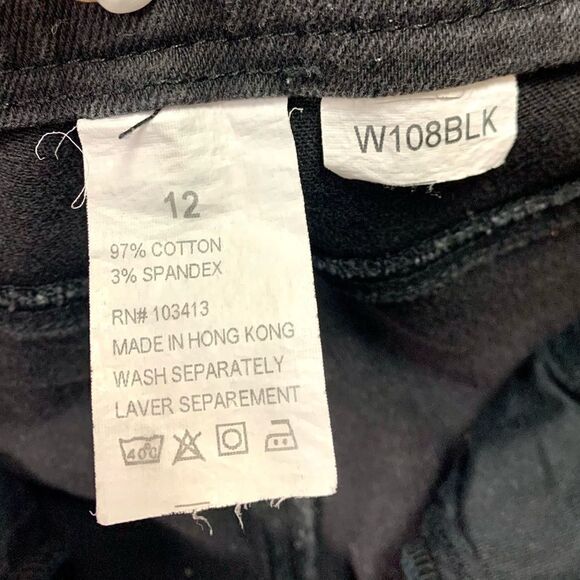 W108BLK
12
97% COTTON
3% SPANDEX
RN# 103413
MADE IN HONG KONG
WASH SEPARATELY
LAVER SEPAREMENT
40°